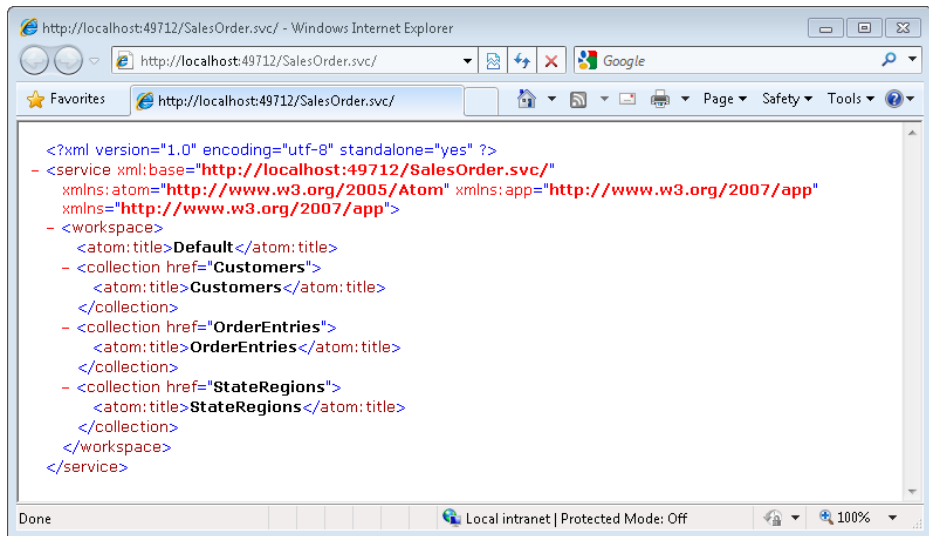 http://localhost:49712/SalesOrder.svc/ - Windows Internet Explorer
http://localhost:49712/SalesOrder.svc/
Google
Favorites
http://localhost:49712/SalesOrder.svc/
Page
Safety
Tools
<?xml version="1.0" encoding="utf-8" standalone="yes" ?>
- <service xml:base="http://localhost:49712/SalesOrder.svc/"
xmlns:atom="http://www.w3.org/2005/Atom" xmlns:app="http://www.w3.org/2007/app"
xmlns="http://www.w3.org/2007/app">
- <workspace>
<atom:title>Default</atom:title>
- <collection href="Customers">
<atom:title>Customers</atom:title>
</collection>
- <collection href="OrderEntries">
<atom:title>OrderEntries</atom:title>
</collection>
- <collection href="StateRegions">
<atom:title>StateRegions</atom:title>
</collection>
</workspace>
</service>
Done
Local intranet | Protected Mode: Off
100%